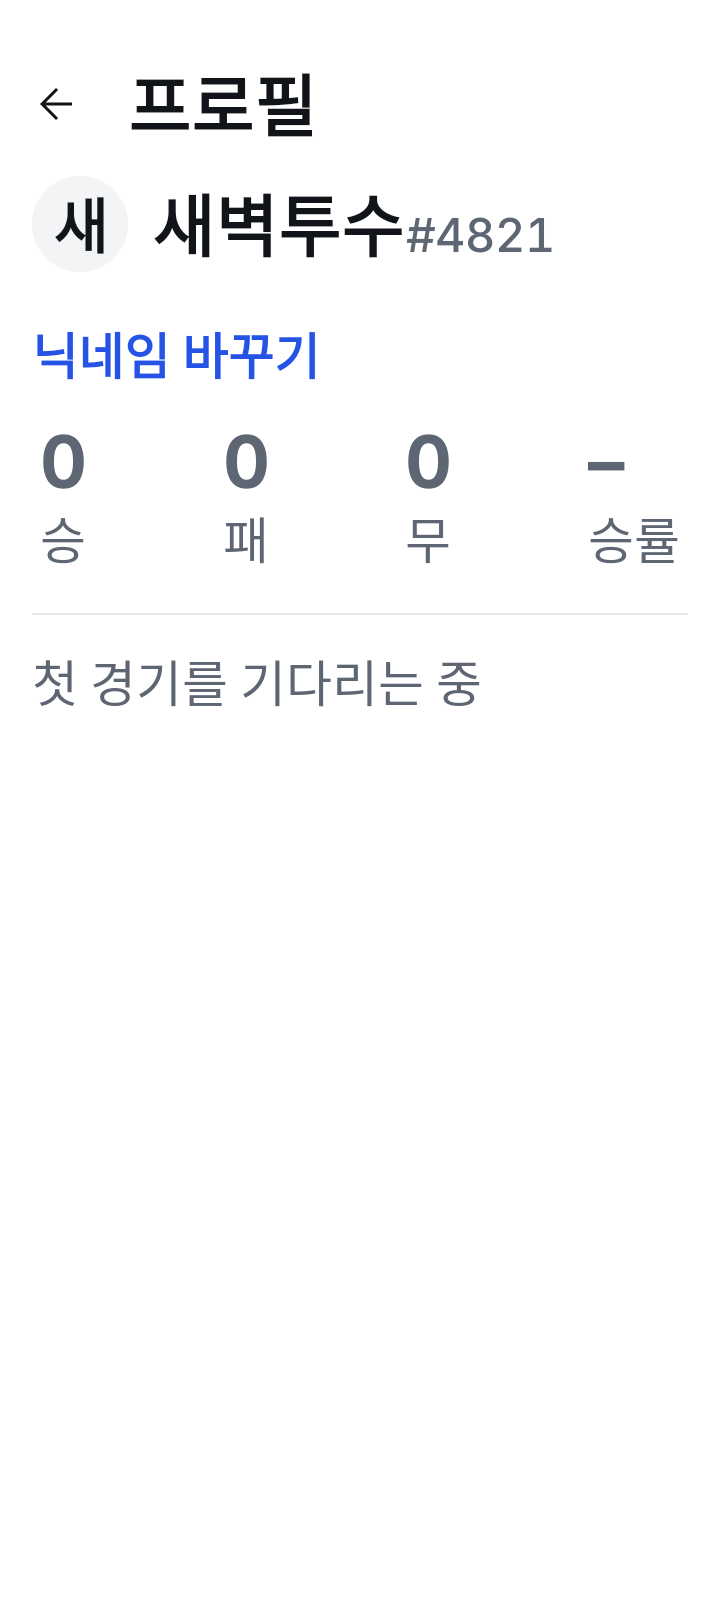 프로필
새 새벽투수#4821
닉네임 바꾸기
0 0 0 –
승 패 무 승률
첫 경기를 기다리는 중